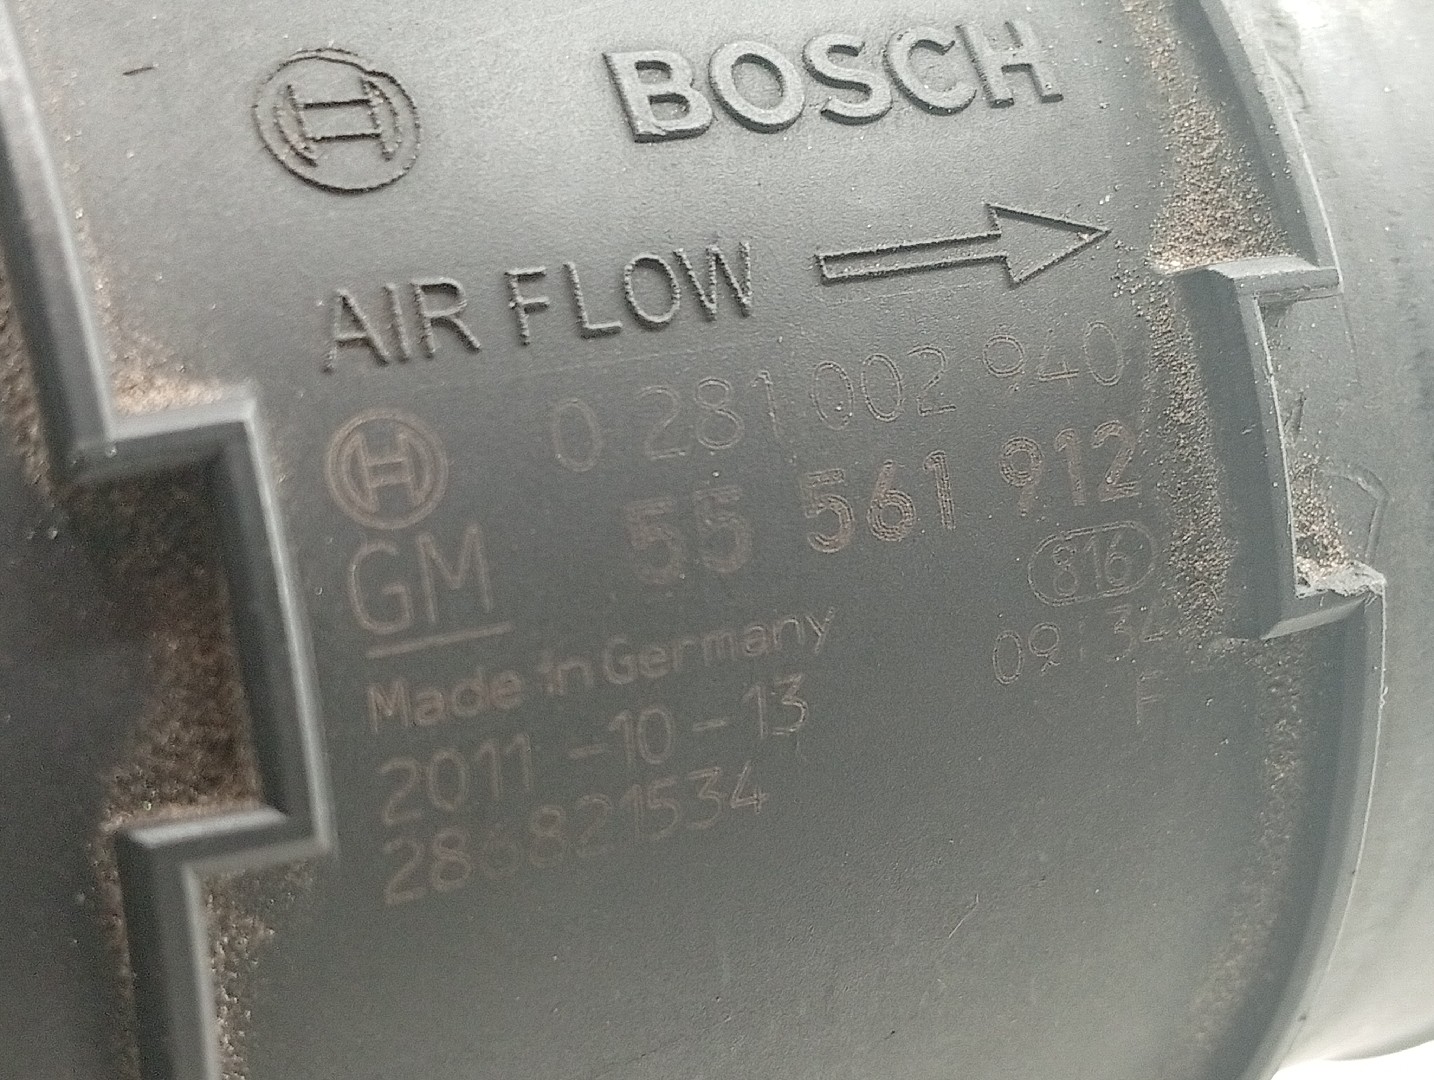 BOSCH
AIR FLOW
0 281 002 940
55 561 912
GM
816
Made in Germany
09:34
2011-10-13
F
286821534